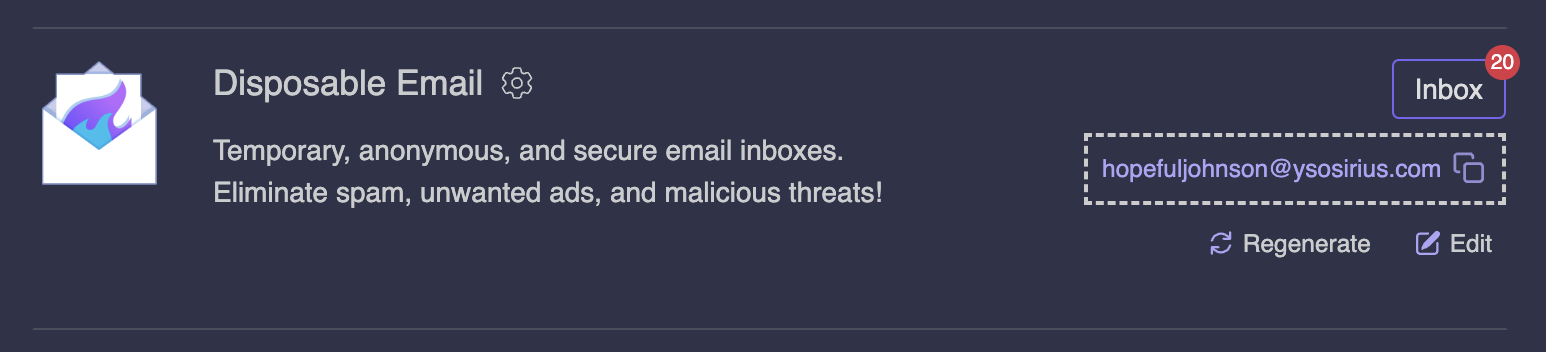 Disposable Email
Temporary, anonymous, and secure email inboxes.
Eliminate spam, unwanted ads, and malicious threats!
20
Inbox
hopefuljohnson@ysosirius.com
Regenerate Edit